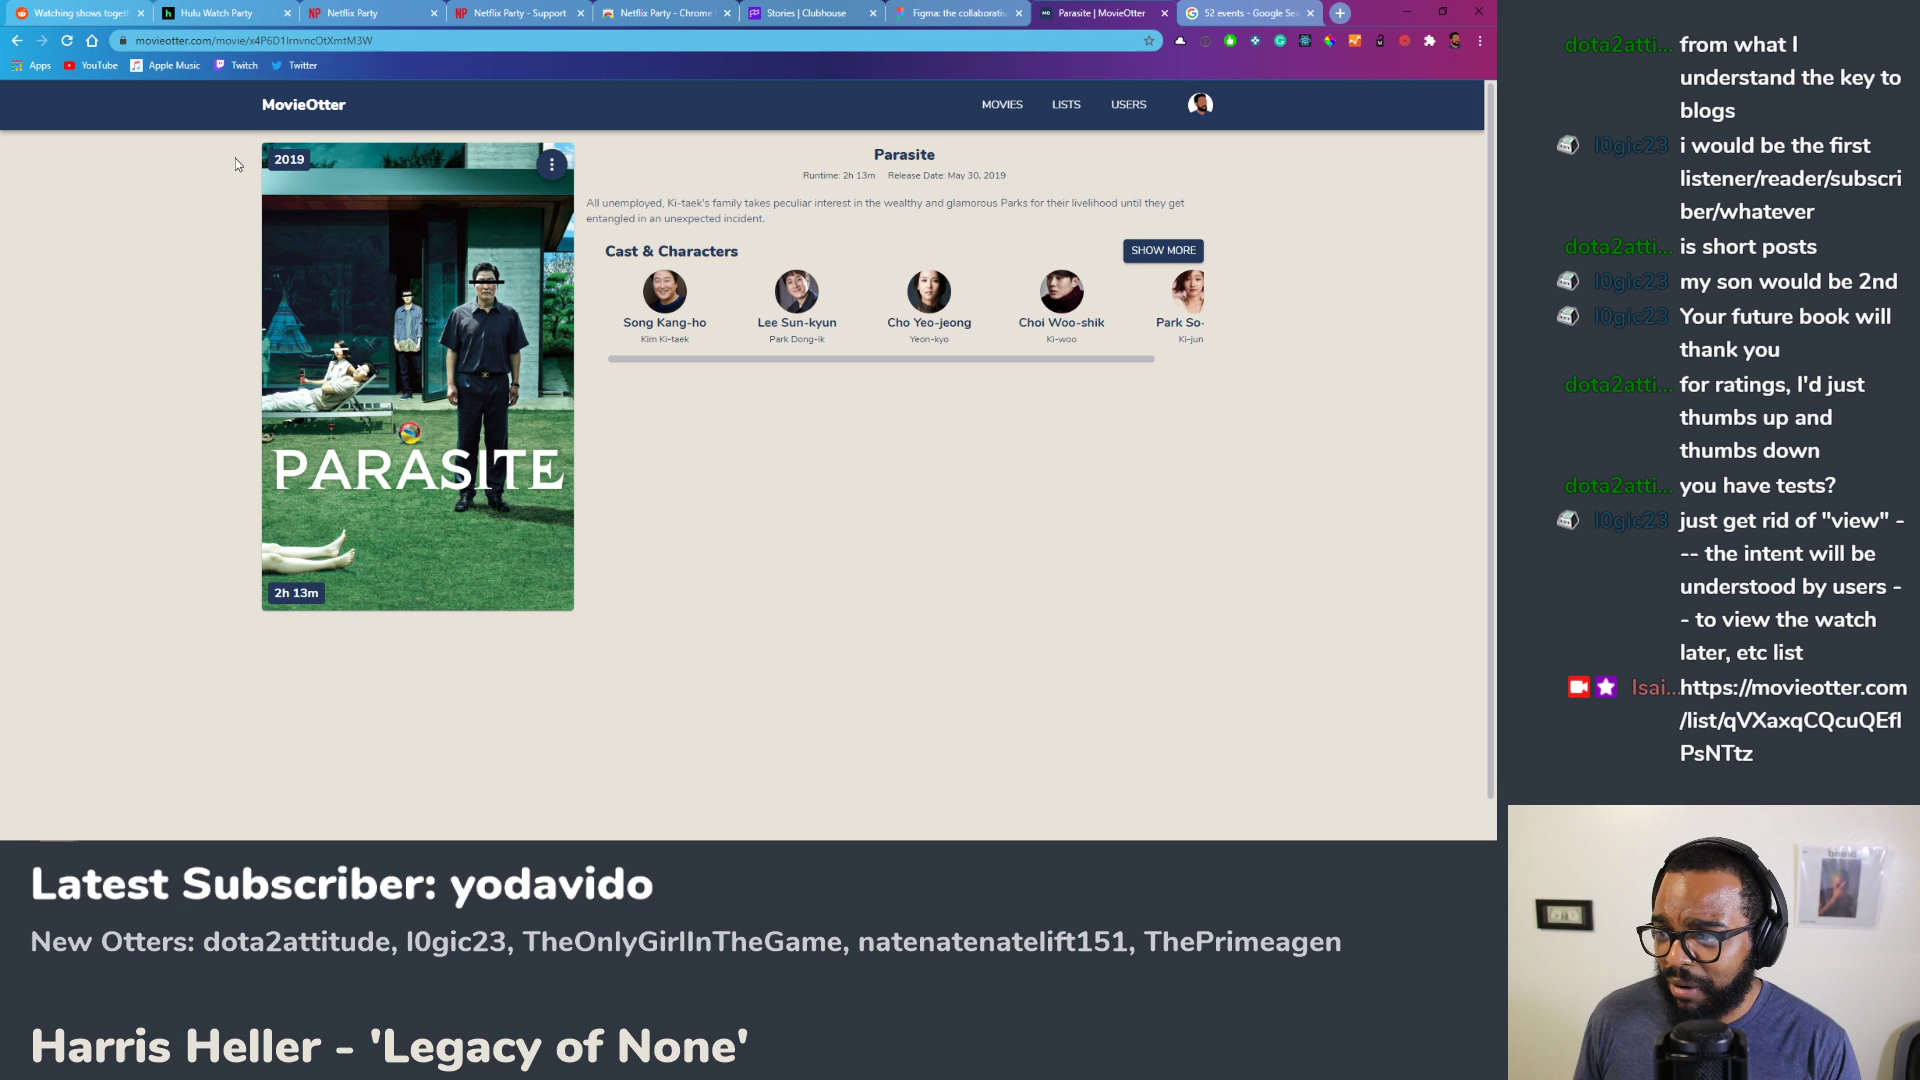 Watching shows togeth
Hulu Watch Party
Netflix Party
Netflix Party - Support
Netflix Party - Chrome
Stories | Clubhouse
Figma: the collaborativ
Parasite | MovieOtter
52 events - Google Sea
Apps
YouTube
Apple Music
Twitch
Twitter
MovieOtter
MOVIES
LISTS
USERS
2019
PARASITE
2h 13m
Parasite
Runtime: 2h 13m Release Date: May 30, 2019
All unemployed, Ki-taek's family takes peculiar interest in the wealthy and glamorous Parks for their livelihood until they get
entangled in an unexpected incident.
Cast & Characters
SHOW MORE
Song Kang-ho
Kim Ki-taek
Lee Sun-kyun
Park Dong-ik
Cho Yeo-jeong
Yeon-kyo
Choi Woo-shik
Ki-woo
Park So-
Ki-jun
dota2atti... from what I
understand the key to
blogs
l0gic23 i would be the first
listener/reader/subscri
ber/whatever
dota2atti... is short posts
l0gic23 my son would be 2nd
l0gic23 Your future book will
thank you
dota2atti... for ratings, I'd just
thumbs up and
thumbs down
dota2atti... you have tests?
l0gic23 just get rid of "view" -
-- the intent will be
understood by users -
- to view the watch
later, etc list
Isai... https://movieotter.com
/list/qVXaxqCQcuQEfl
PsNTtz
Latest Subscriber: yodavido
New Otters: dota2attitude, l0gic23, TheOnlyGirlInTheGame, natenatenatelift151, ThePrimeagen
Harris Heller - 'Legacy of None'